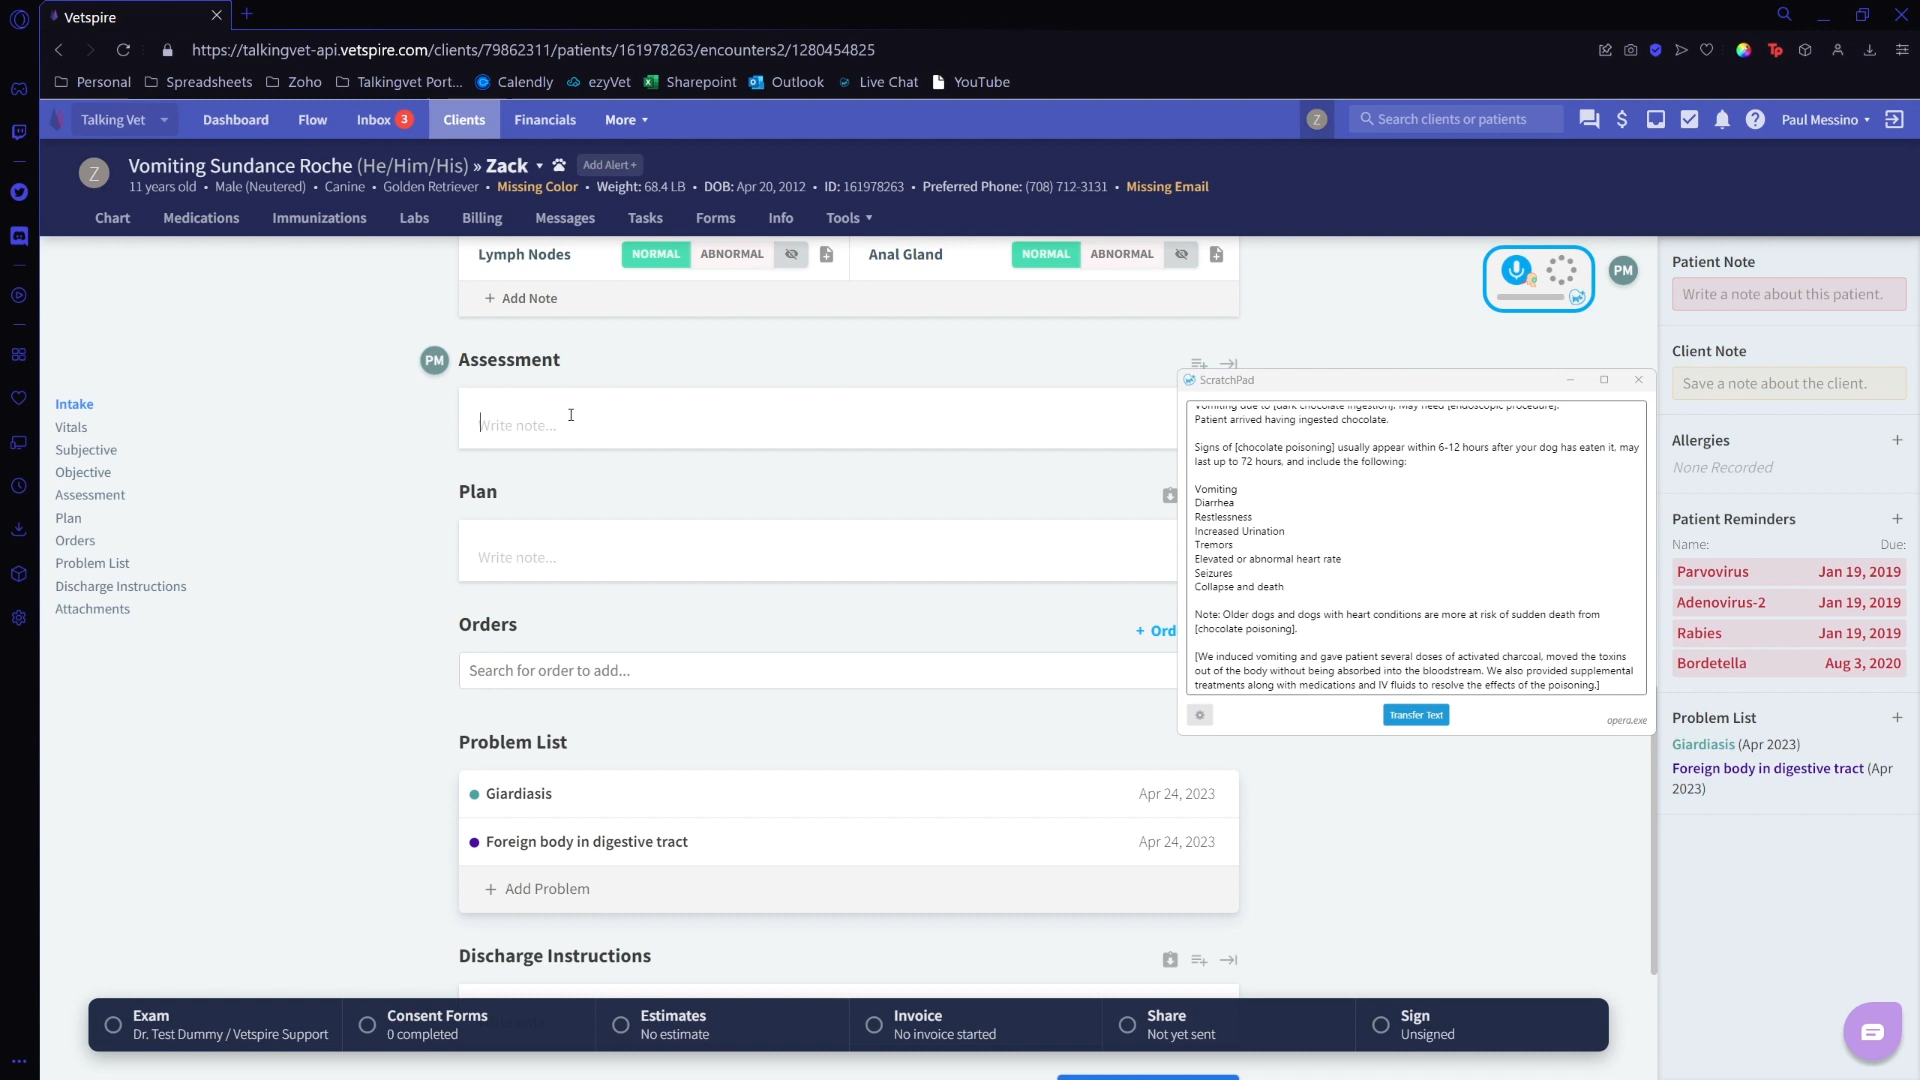 Vetspire
https://talkingvet-api.vetspire.com/clients/79862311/patients/161978263/encounters2/1280454825
Personal Spreadsheets Zoho Talkingvet Port... Calendly ezyVet Sharepoint Outlook Live Chat YouTube
Talking Vet Dashboard Flow Inbox 3 Clients Financials More Z Search clients or patients Paul Messino
Z Vomiting Sundance Roche (He/Him/His) » Zack Add Alert+
11 years old • Male (Neutered) • Canine • Golden Retriever • Missing Color • Weight: 68.4 LB • DOB: Apr 20, 2012 • ID: 161978263 • Preferred Phone: (708) 712-3131 • Missing Email
Chart Medications Immunizations Labs Billing Messages Tasks Forms Info Tools
Lymph Nodes NORMAL ABNORMAL Anal Gland NORMAL ABNORMAL
+ Add Note
PM
PM Assessment
Write note...
Plan
Write note...
Orders
+ Orde
Search for order to add...
Problem List
Giardiasis Apr 24, 2023
Foreign body in digestive tract Apr 24, 2023
+ Add Problem
Discharge Instructions
Intake
Vitals
Subjective
Objective
Assessment
Plan
Orders
Problem List
Discharge Instructions
Attachments
ScratchPad
Vomiting due to [dark chocolate ingestion]. May need [endoscopic procedure].
Patient arrived having ingested chocolate.
Signs of [chocolate poisoning] usually appear within 6-12 hours after your dog has eaten it, may
last up to 72 hours, and include the following:
Vomiting
Diarrhea
Restlessness
Increased Urination
Tremors
Elevated or abnormal heart rate
Seizures
Collapse and death
Note: Older dogs and dogs with heart conditions are more at risk of sudden death from
[chocolate poisoning].
[We induced vomiting and gave patient several doses of activated charcoal, moved the toxins
out of the body without being absorbed into the bloodstream. We also provided supplemental
treatments along with medications and IV fluids to resolve the effects of the poisoning.]
Transfer Text
opera.exe
Patient Note
Write a note about this patient.
Client Note
Save a note about the client.
Allergies +
None Recorded
Patient Reminders +
Name: Due:
Parvovirus Jan 19, 2019
Adenovirus-2 Jan 19, 2019
Rabies Jan 19, 2019
Bordetella Aug 3, 2020
Problem List +
Giardiasis (Apr 2023)
Foreign body in digestive tract (Apr
2023)
Exam
Dr. Test Dummy / Vetspire Support
Consent Forms
0 completed
Estimates
No estimate
Invoice
No invoice started
Share
Not yet sent
Sign
Unsigned